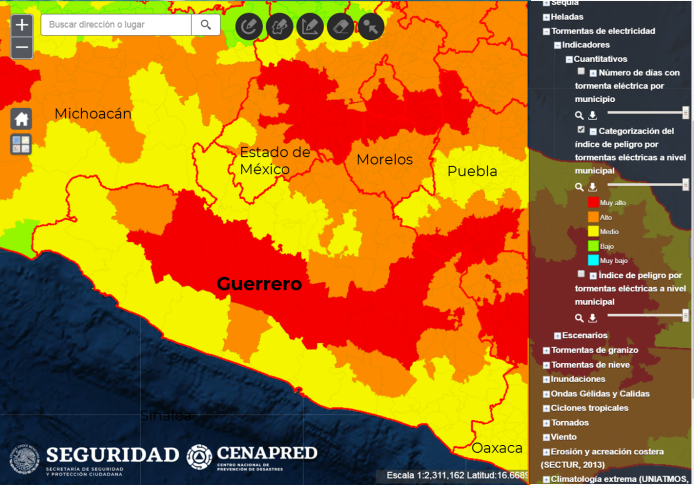 Buscar dirección o lugar
Michoacán
Estado de
México
Morelos
Puebla
Guerrero
Sinaloa
Oaxaca
SEGURIDAD
SECRETARÍA DE SEGURIDAD
Y PROTECCIÓN CIUDADANA
CENAPRED
CENTRO NACIONAL DE
PREVENCIÓN DE DESASTRES
Escala 1:2,311,162 Latitud:16.6689
Sequía
Heladas
Tormentas de electricidad
Indicadores
Cuantitativos
Número de días con
tormenta eléctrica por
municipio
Categorización del
índice de peligro por
tormentas eléctricas a nivel
municipal
Muy alto
Alto
Medio
Bajo
Muy bajo
Índice de peligro por
tormentas eléctricas a nivel
municipal
Escenarios
Tormentas de granizo
Tormentas de nieve
Inundaciones
Ondas Gélidas y Calidas
Ciclones tropicales
Tornados
Viento
Erosión y acreación costera
(SECTUR, 2013)
Climatología extrema (UNIATMOS,